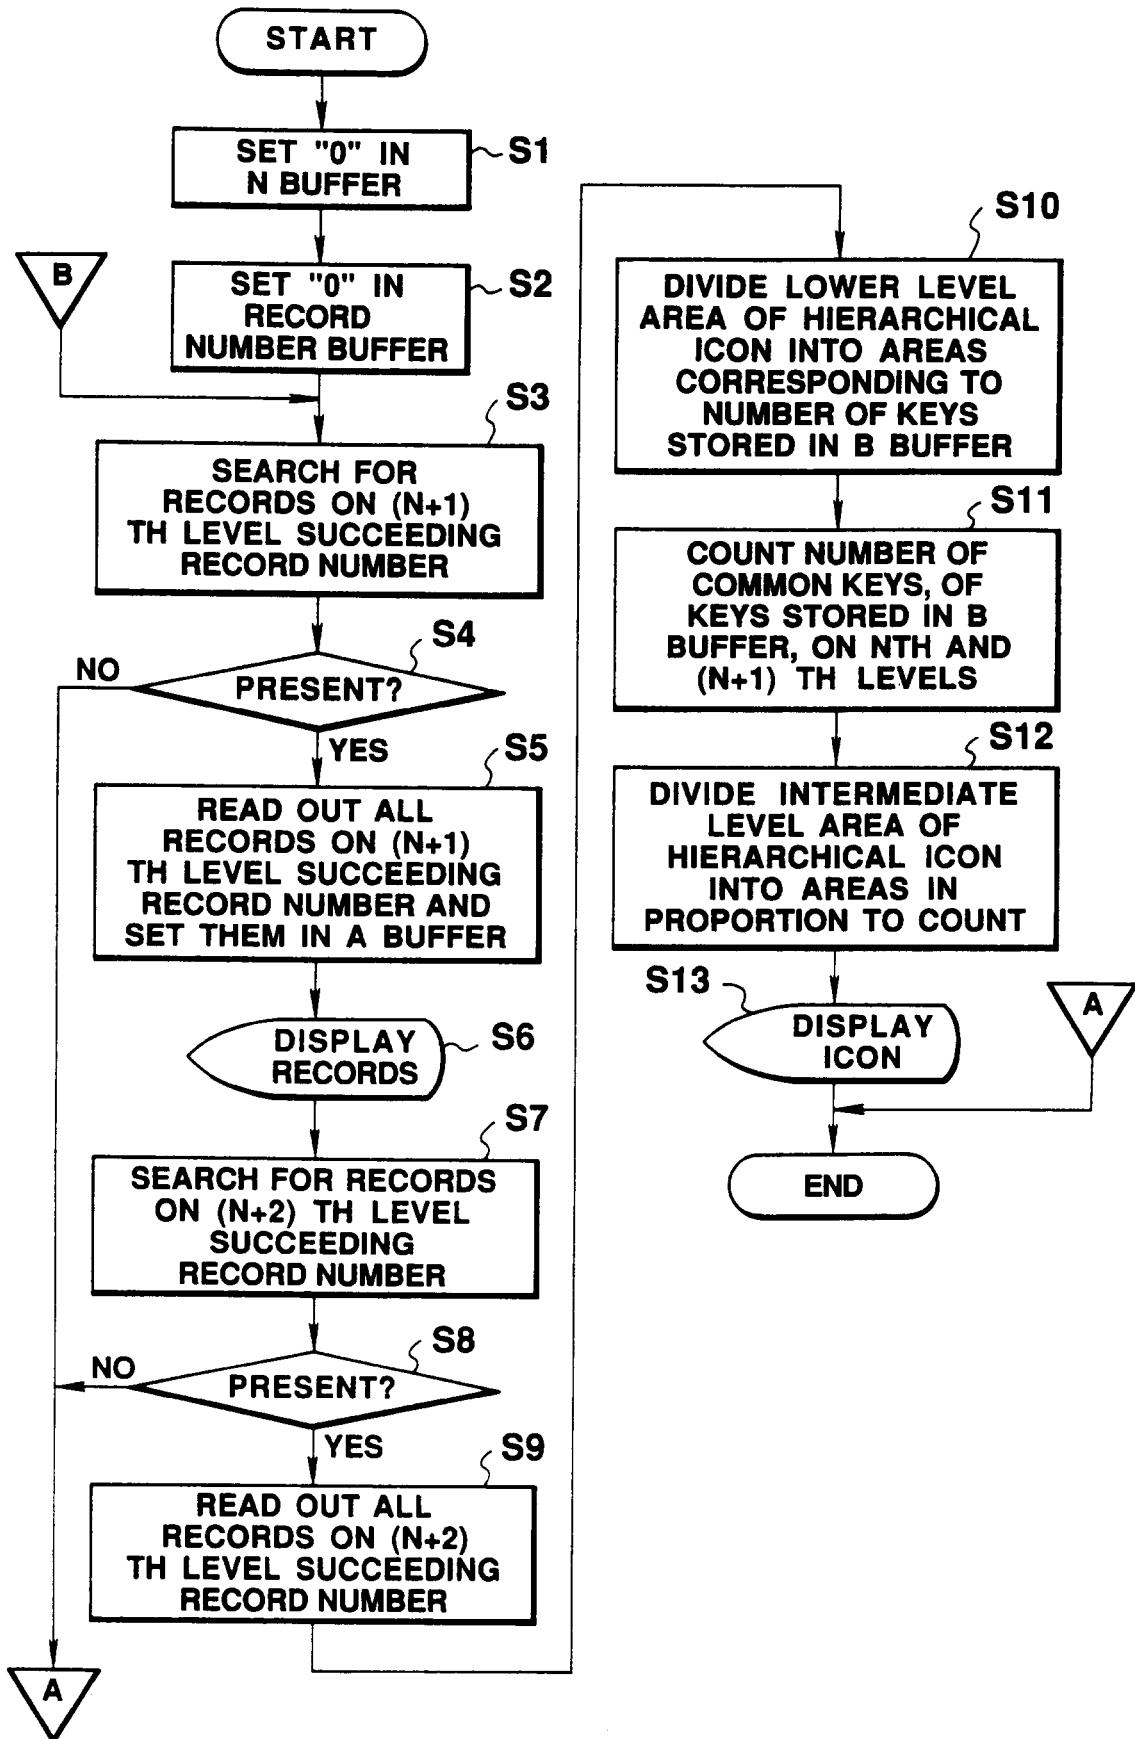 START
SET "0" IN
N BUFFER
S1
B
SET "0" IN
RECORD
NUMBER BUFFER
S2
SEARCH FOR
RECORDS ON (N+1)
TH LEVEL SUCCEEDING
RECORD NUMBER
S3
PRESENT?
S4
NO
YES
READ OUT ALL
RECORDS ON (N+1)
TH LEVEL SUCCEEDING
RECORD NUMBER AND
SET THEM IN A BUFFER
S5
DISPLAY
RECORDS
S6
SEARCH FOR RECORDS
ON (N+2) TH LEVEL
SUCCEEDING
RECORD NUMBER
S7
PRESENT?
S8
NO
YES
READ OUT ALL
RECORDS ON (N+2)
TH LEVEL SUCCEEDING
RECORD NUMBER
S9
A
DIVIDE LOWER LEVEL
AREA OF HIERARCHICAL
ICON INTO AREAS
CORRESPONDING TO
NUMBER OF KEYS
STORED IN B BUFFER
S10
COUNT NUMBER OF
COMMON KEYS, OF
KEYS STORED IN B
BUFFER, ON NTH AND
(N+1) TH LEVELS
S11
DIVIDE INTERMEDIATE
LEVEL AREA OF
HIERARCHICAL ICON
INTO AREAS IN
PROPORTION TO COUNT
S12
DISPLAY
ICON
S13
A
END